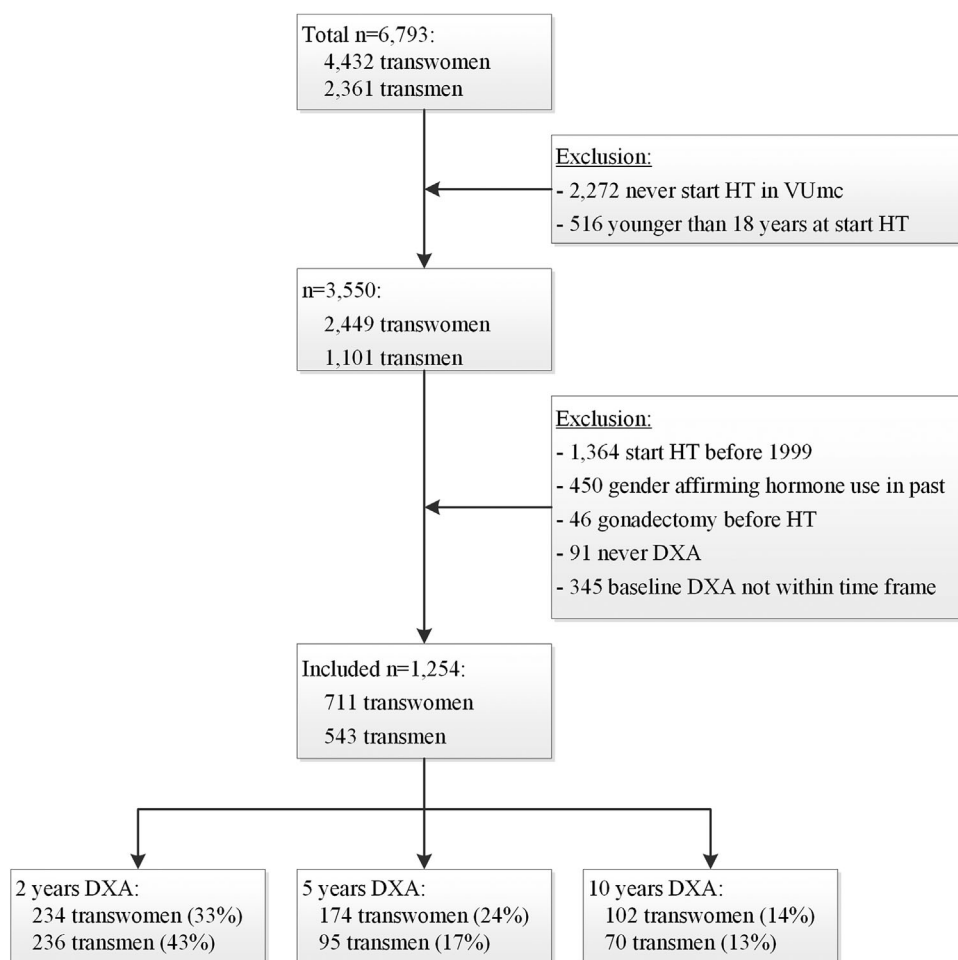 Total n=6,793:
4,432 transwomen
2,361 transmen
Exclusion:
- 2,272 never start HT in VUmc
- 516 younger than 18 years at start HT
n=3,550:
2,449 transwomen
1,101 transmen
Exclusion:
- 1,364 start HT before 1999
- 450 gender affirming hormone use in past
- 46 gonadectomy before HT
- 91 never DXA
- 345 baseline DXA not within time frame
Included n=1,254:
711 transwomen
543 transmen
2 years DXA:
234 transwomen (33%)
236 transmen (43%)
5 years DXA:
174 transwomen (24%)
95 transmen (17%)
10 years DXA:
102 transwomen (14%)
70 transmen (13%)